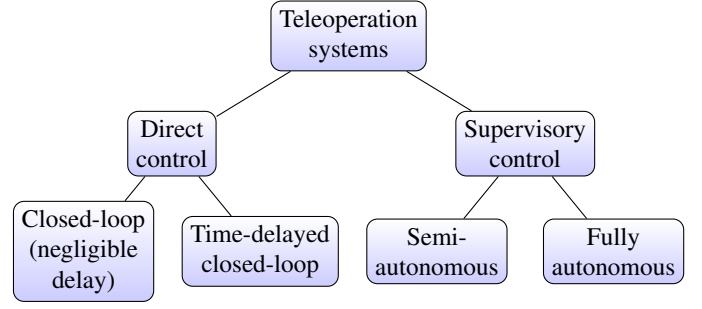 Teleoperation
systems
Direct
control
Supervisory
control
Closed-loop
(negligible
delay)
Time-delayed
closed-loop
Semi-
autonomous
Fully
autonomous